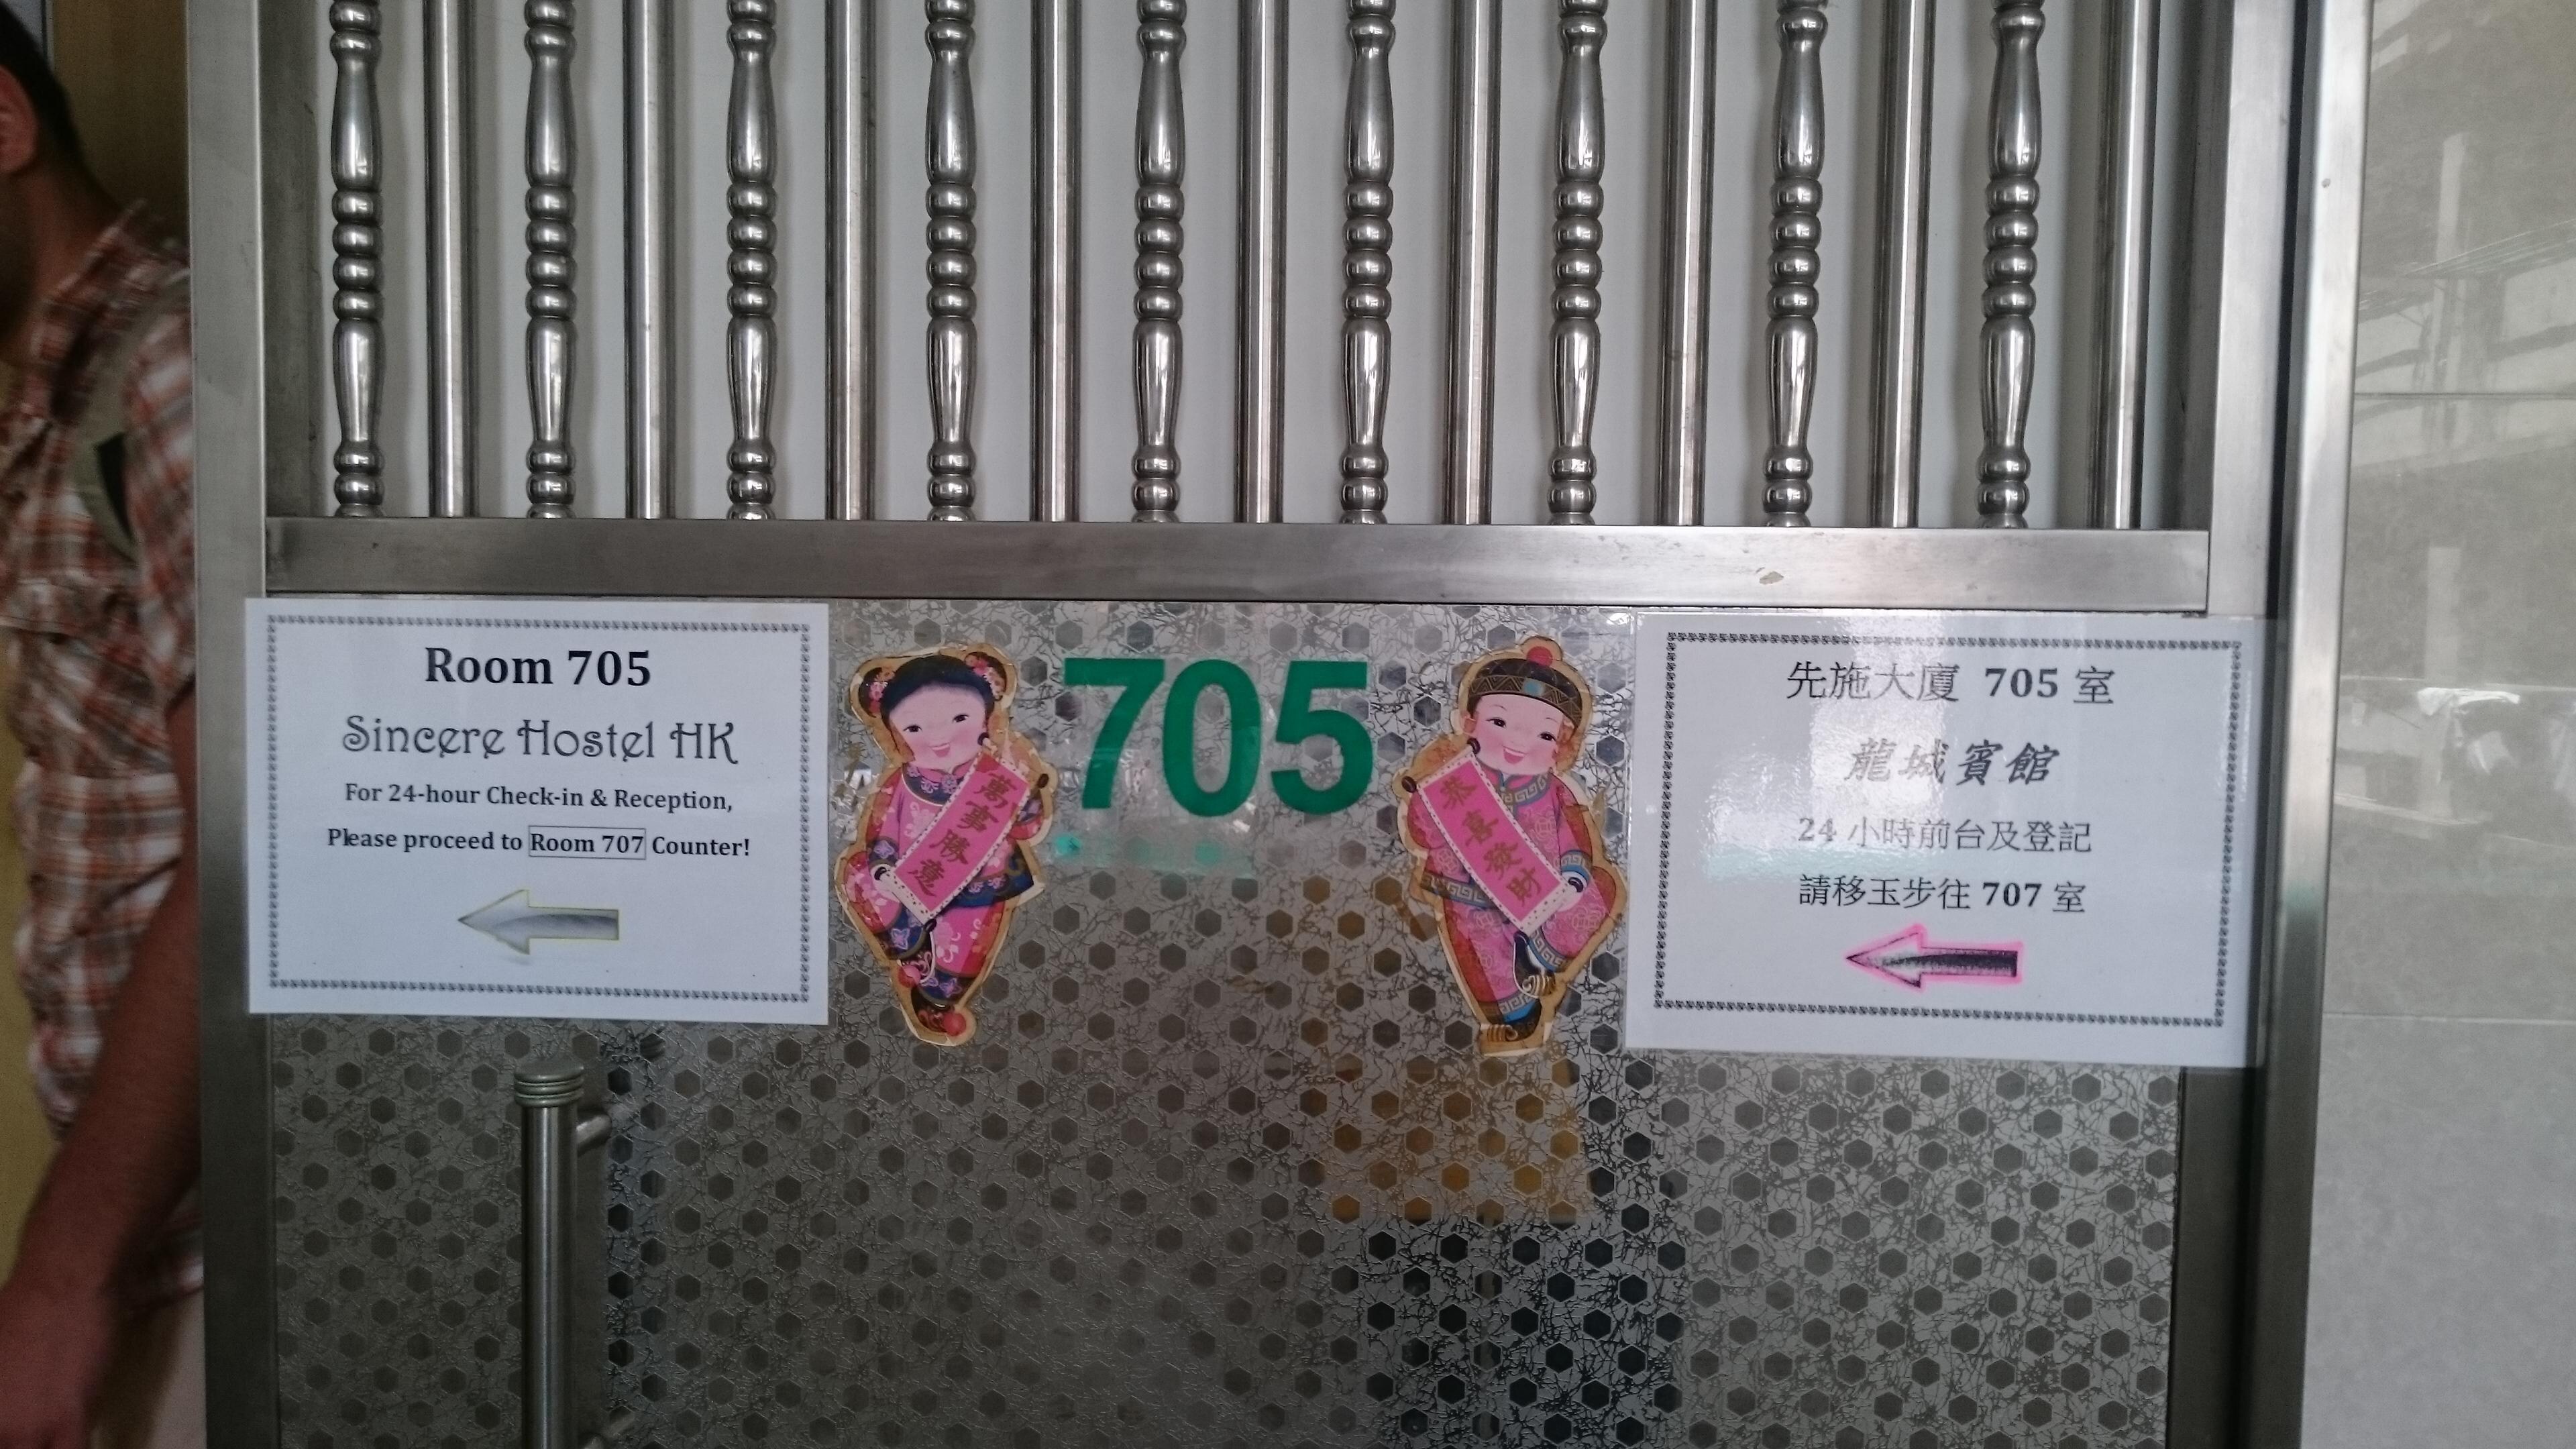 Room 705
Sincere Hostel HK
For 24-hour Check-in & Reception,
Please proceed to Room 707 Counter!
萬事勝意
705
恭喜發財
先施大廈 705 室
龍城賓館
24 小時前台及登記
請移玉步往 707 室